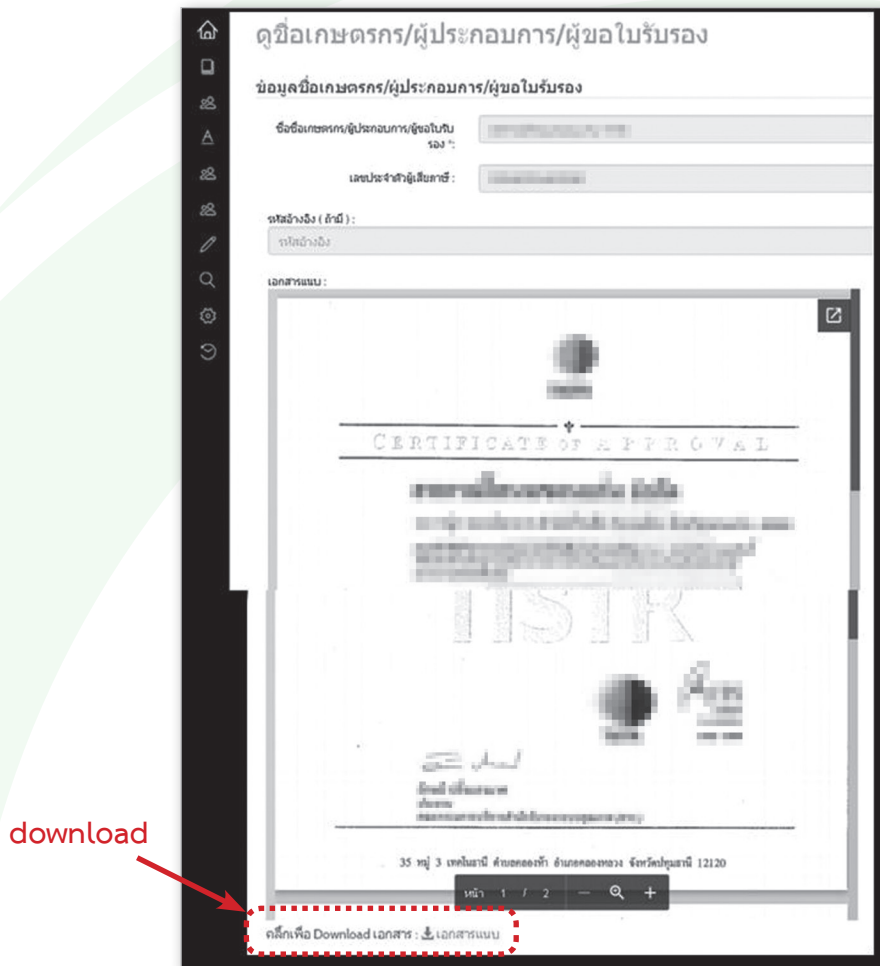 ดูชื่อเกษตรกร/ผู้ประกอบการ/ผู้ขอใบรับรอง
ข้อมูลชื่อเกษตรกร/ผู้ประกอบการ/ผู้ขอใบรับรอง
ชื่อชื่อเกษตรกร/ผู้ประกอบการ/ผู้ขอใบรับ
รอง *:
เลขประจำตัวผู้เสียภาษี :
รหัสอ้างอิง ( ถ้ามี ) :
รหัสอ้างอิง
เอกสารแนบ :
CERTIFICATE OF APPROVAL
TISTR
35 หมู่ 3 เทคโนธานี ตำบลคลองห้า อำเภอคลองหลวง จังหวัดปทุมธานี 12120
หน้า 1 / 2
download
คลิ๊กเพื่อ Download เอกสาร : เอกสารแนบ